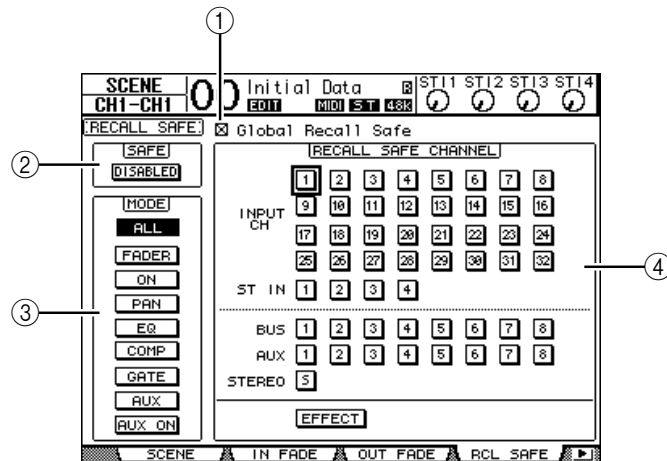 ①
SCENE
CH1-CH1
00
Initial Data
EDIT MIDI ST 48k
STI1 STI2 STI3 STI4
RECALL SAFE
Global Recall Safe
②
SAFE
DISABLED
③
MODE
ALL
FADER
ON
PAN
EQ
COMP
GATE
AUX
AUX ON
④
RECALL SAFE CHANNEL
INPUT CH
1 2 3 4 5 6 7 8
9 10 11 12 13 14 15 16
17 18 19 20 21 22 23 24
25 26 27 28 29 30 31 32
ST IN 1 2 3 4
BUS 1 2 3 4 5 6 7 8
AUX 1 2 3 4 5 6 7 8
STEREO S
EFFECT
SCENE IN FADE OUT FADE RCL SAFE